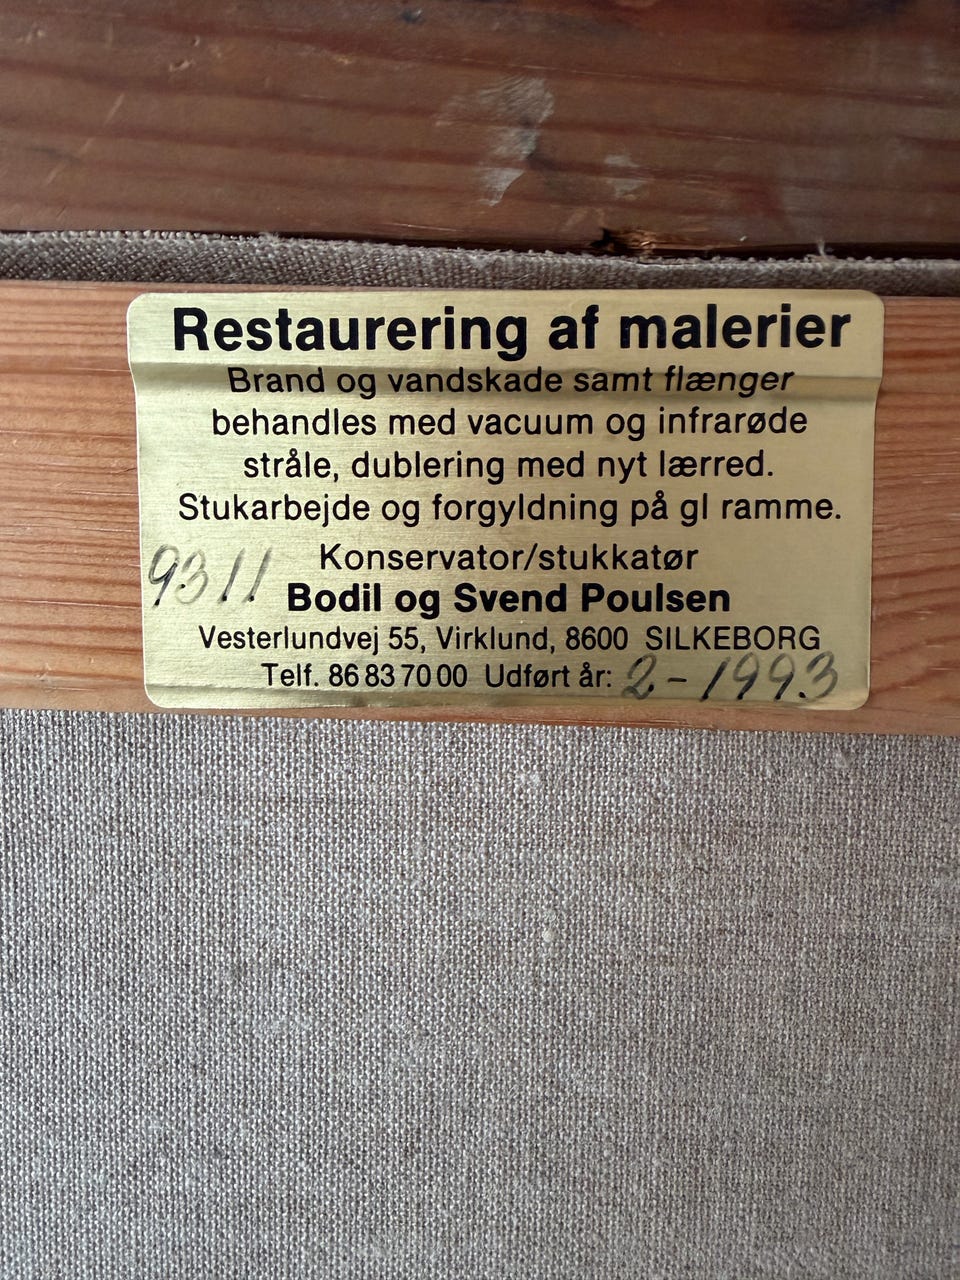 Restaurering af malerier
Brand og vandskade samt flænger
behandles med vacuum og infrarøde
stråle, dublering med nyt lærred.
Stukarbejde og forgyldning på gl ramme.
Konservator/stukkatør
9311
Bodil og Svend Poulsen
Vesterlundvej 55, Virklund, 8600 SILKEBORG
Telf. 86 83 70 00 Udført år: 2-1993